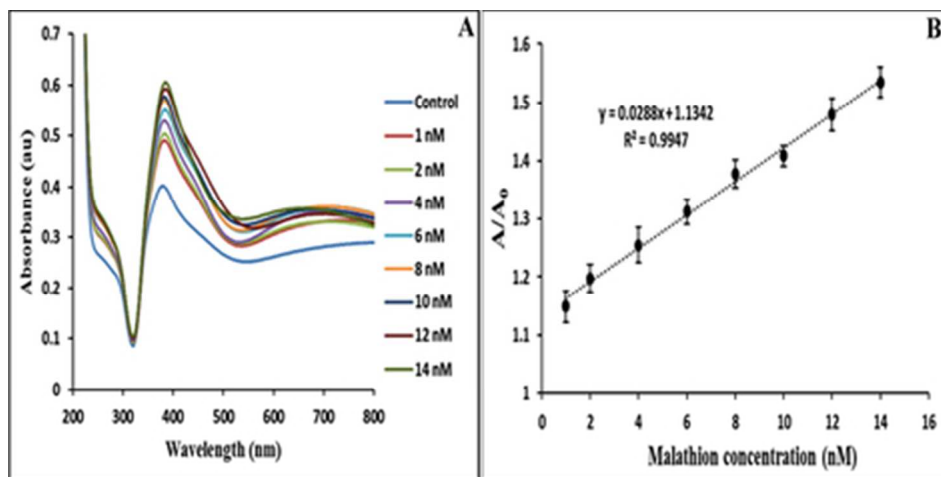 A
0.7
0.6
0.5
0.4
0.3
0.2
0.1
0
200 300 400 500 600 700 800
Absorbance (au)
Wavelength (nm)
Control
1 nM
2 nM
4 nM
6 nM
8 nM
10 nM
12 nM
14 nM
B
1.6
1.5
1.4
1.3
1.2
1.1
1
0 2 4 6 8 10 12 14 16
A/A₀
Malathion concentration (nM)
y = 0.0288x+1.1342
R² = 0.9947